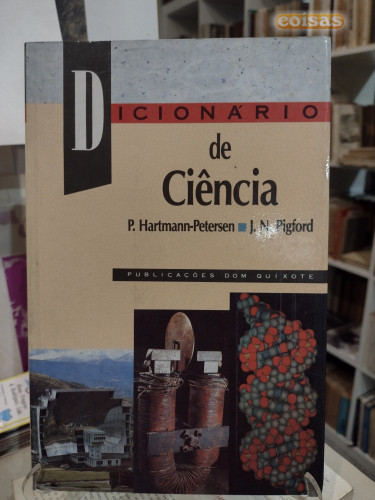 coisas
DICIONÁRIO
de
Ciência
P. Hartmann-Petersen ■ J. N. Pigford
PUBLICAÇÕES DOM QUIXOTE